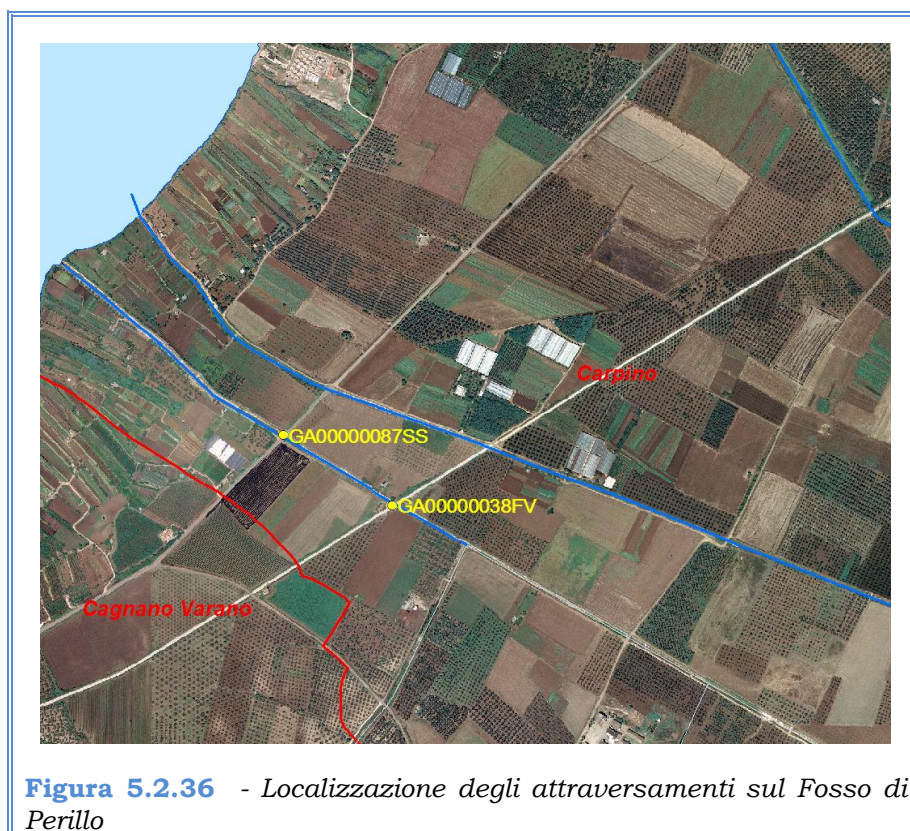 Carpino
GA00000087SS
GA00000038FV
Cagnano Varano
Figura 5.2.36 - Localizzazione degli attraversamenti sul Fosso di
Perillo